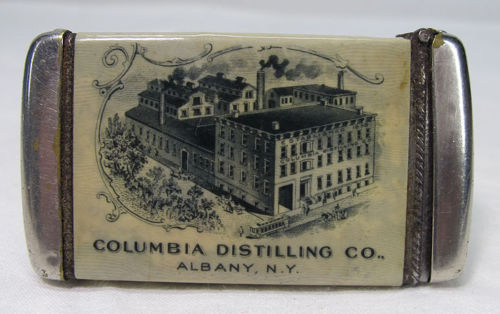 COLUMBIA DISTILLING CO.,
ALBANY, N.Y.